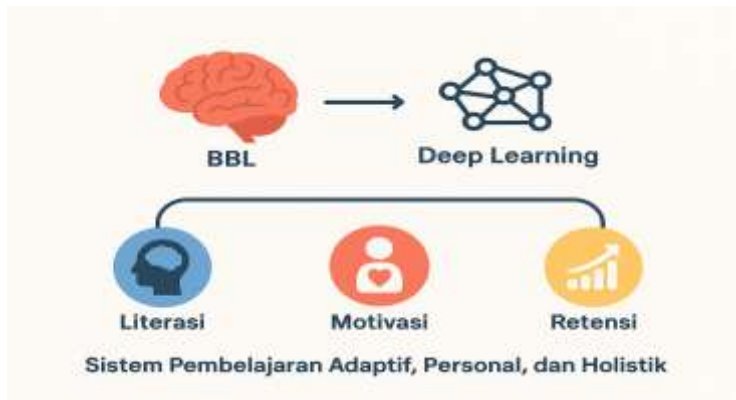 BBL
Deep Learning
Literasi
Motivasi
Retensi
Sistem Pembelajaran Adaptif, Personal, dan Holistik